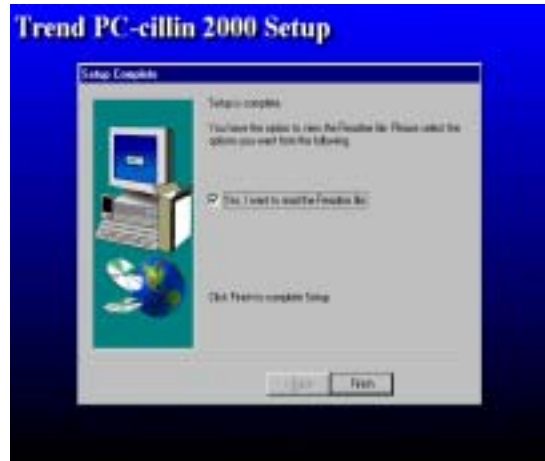 Trend PC-cillin 2000 Setup
Setup Complete
Setup is complete.
You have the option to view the Readme file. Please select the
options you want from the following.
Yes, I want to read the Readme file
Click Finish to complete Setup.
Finish